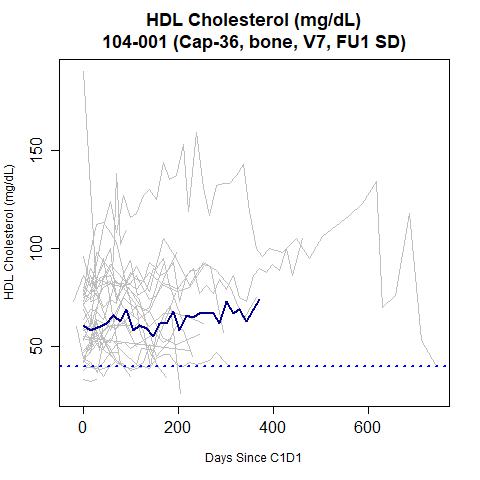 HDL Cholesterol (mg/dL)
104-001 (Cap-36, bone, V7, FU1 SD)
HDL Cholesterol (mg/dL)
150
100
50
0
200
400
600
Days Since C1D1